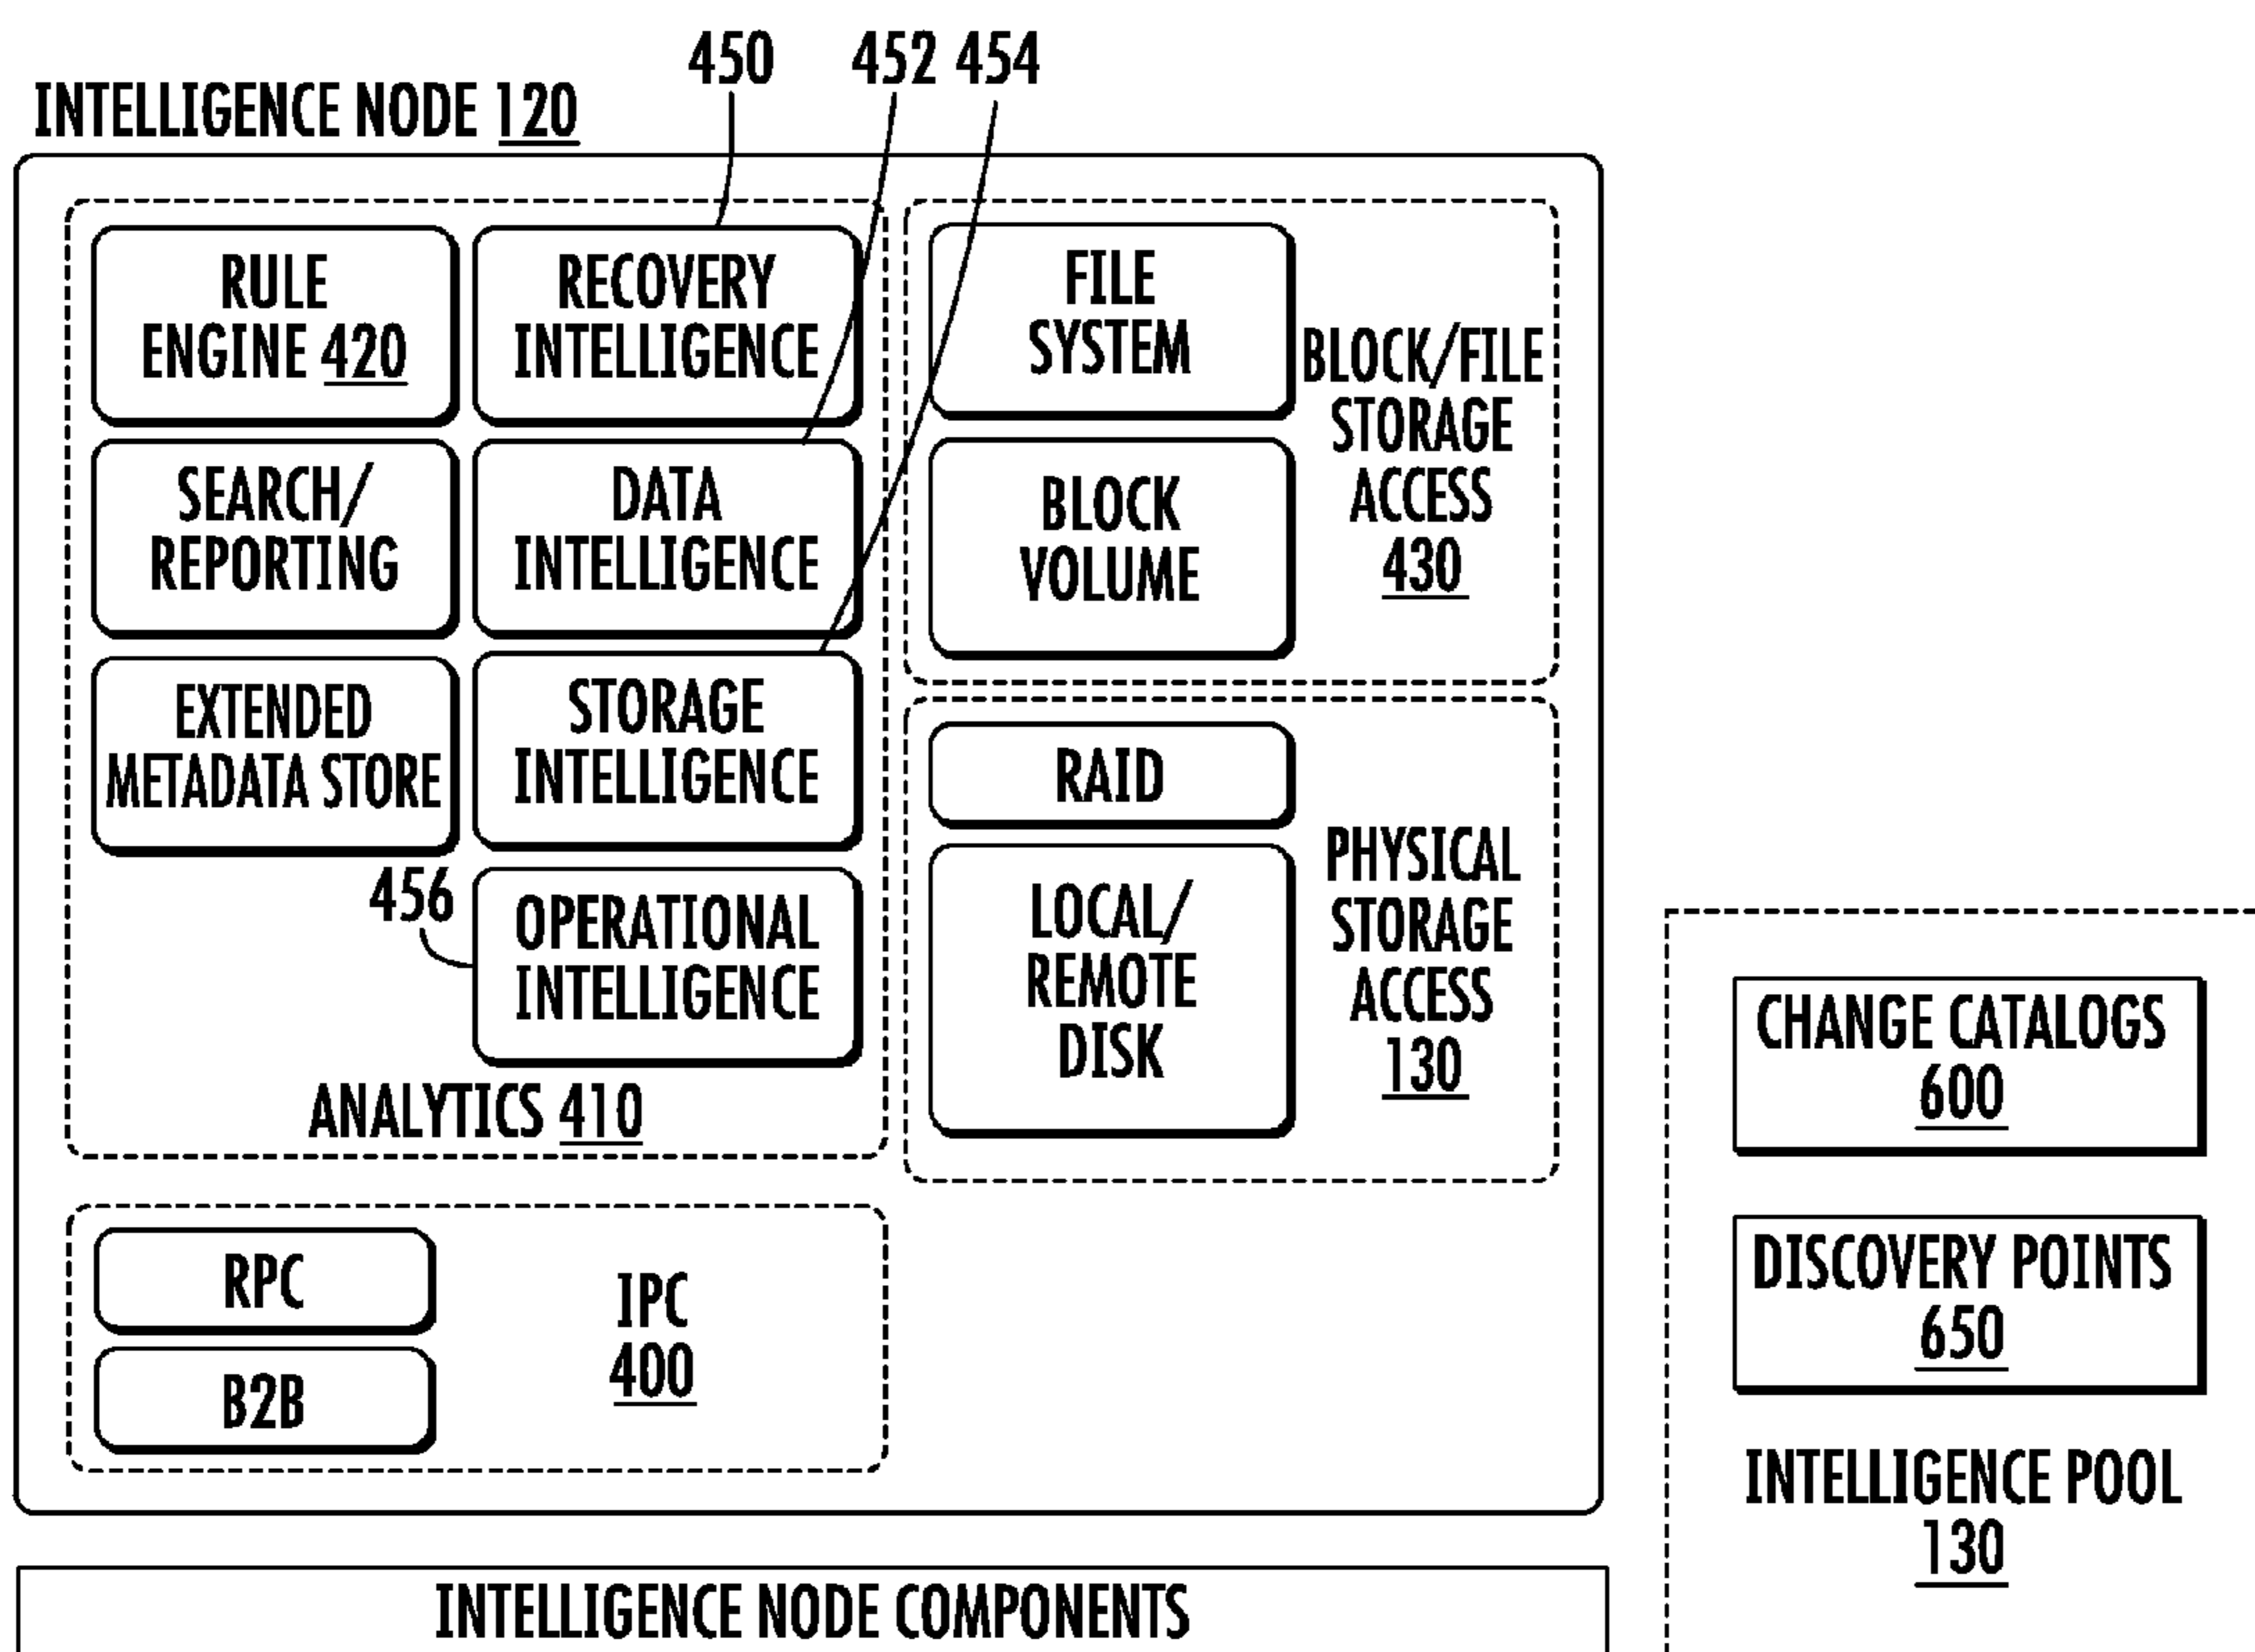 450
452 454
INTELLIGENCE NODE 120
RULE
ENGINE 420
RECOVERY
INTELLIGENCE
SEARCH/
REPORTING
DATA
INTELLIGENCE
EXTENDED
METADATA STORE
STORAGE
INTELLIGENCE
456
OPERATIONAL
INTELLIGENCE
ANALYTICS 410
FILE
SYSTEM
BLOCK
VOLUME
BLOCK/FILE
STORAGE
ACCESS
430
RAID
LOCAL/
REMOTE
DISK
PHYSICAL
STORAGE
ACCESS
130
RPC
B2B
IPC
400
CHANGE CATALOGS
600
DISCOVERY POINTS
650
INTELLIGENCE POOL
130
INTELLIGENCE NODE COMPONENTS